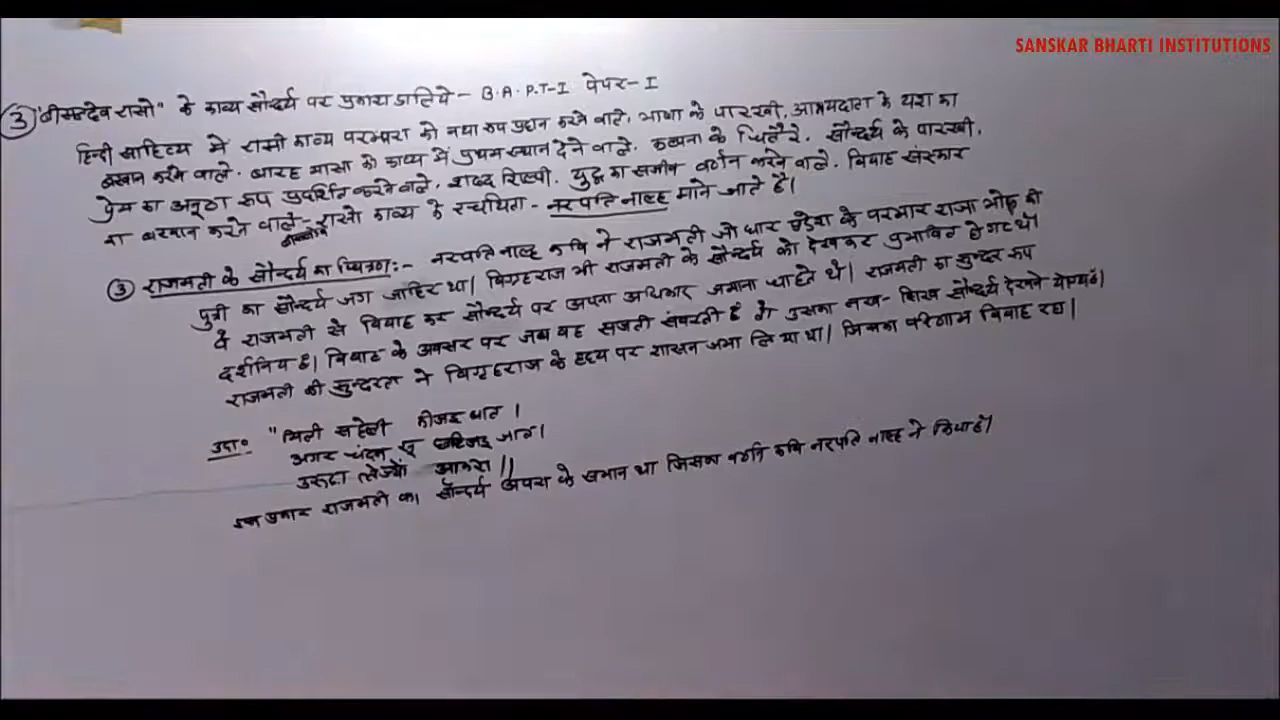 SANSKAR BHARTI INSTITUTIONS
③ "बीसलदेव रासो" के काव्य सौन्दर्य पर प्रकाश डालिये - B.A. P.T-I पेपर-I
हिन्दी साहित्य में रासो काव्य परम्परा को नया रूप प्रदान करने वाले, भाषा के पारखी, आश्रयदाता के यश का
बखान करने वाले. बारह मासा को काव्य में प्रथम स्थान देने वाले. कल्पना के चितेरे. सौन्दर्य के पारखी.
प्रेम का अनूठा रूप प्रदर्शित करने वाले, शब्द शिल्पी. युद्ध का सजीव वर्णन करने वाले. विवाह संस्कार
का बखान करने वाले- रासो काव्य के रचयिता - नरपति नाल्ह माने जाते है।
③ राजमती के सौन्दर्य का चित्रण:- नरपति नाल्ह कवि ने राजमती जो धार प्रदेश के परमार राजा भोज की
पुत्री का सौन्दर्य जग जाहिर था। विग्रहराज भी राजमती के सौन्दर्य को देखकर प्रभावित हो गए थे।
वे राजमती से विवाह कर सौन्दर्य पर अपना अधिकार जमाना चाहते थे। राजमती का सुन्दर रूप
दर्शनिय है। विवाह के अवसर पर जब वह सजती संवरती है तो उसका नख-शिख सौन्दर्य देखने योग्य है।
राजमती की सुन्दरता ने विग्रहराज के हृदय पर शासन जमा लिया था। जिसका परिणाम विवाह रहा।
उदा० "मिली सहेली कीजइ बात।
अगर चंदन सू
इस प्रकार राजमती का सौन्दर्य के समान था जिसका वर्णन कवि नरपति नाल्ह ने किया है।